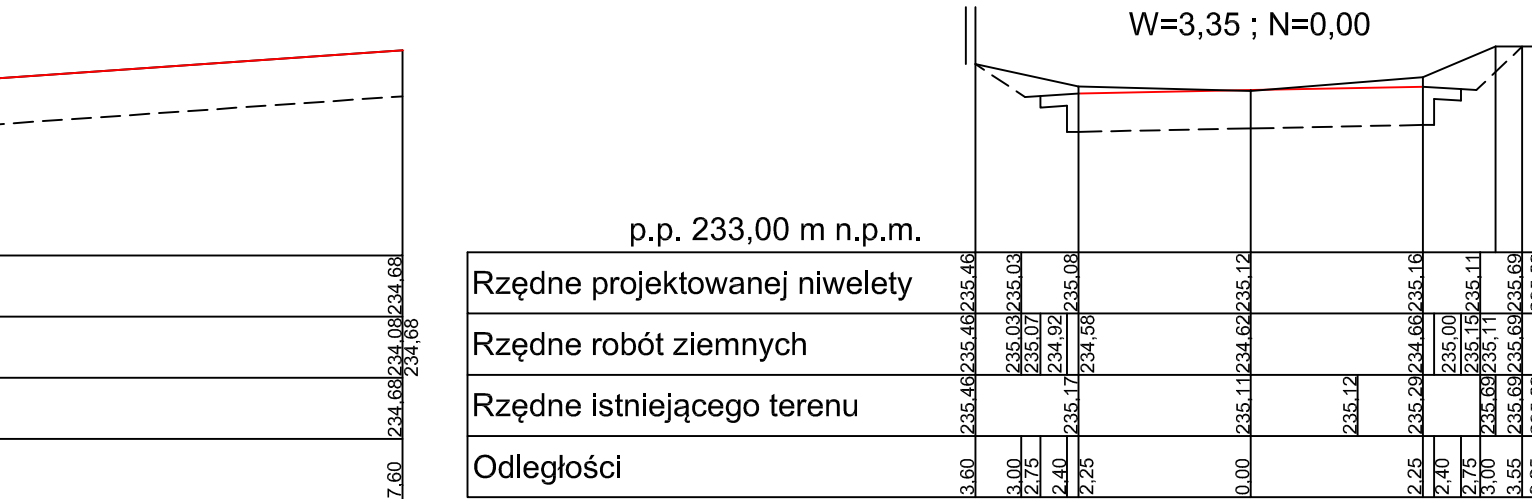 W=3,35 ; N=0,00
p.p. 233,00 m n.p.m.
234,68
234,08
234,68
234,68
7,60
Rzędne projektowanej niwelety
235,46 235,03 235,08 235,12 235,16 235,11 235,69
Rzędne robót ziemnych
235,46 235,03 235,07 234,92 234,58 234,62 234,66 235,00 235,15 235,11 235,69
Rzędne istniejącego terenu
235,46 235,17 235,11 235,12 235,29 235,69 235,69
Odległości
3,60 3,00 2,75 2,40 2,25 0,00 2,25 2,40 2,75 3,00 3,55